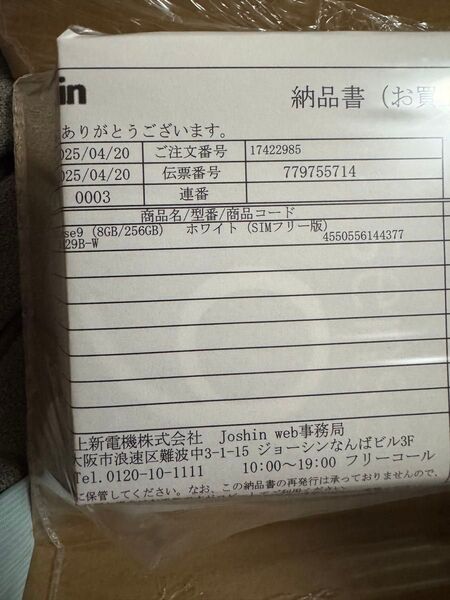 in
納品書（お買
ありがとうございます。
025/04/20 ご注文番号 17422985
025/04/20 伝票番号 779755714
0003 連番
商品名/型番/商品コード
se9 (8GB/256GB) ホワイト（SIMフリー版）
129B-W 4550556144377
上新電機株式会社 Joshin web事務局
大阪市浪速区難波中3-1-15 ジョーシンなんばビル3F
Tel. 0120-10-1111 10:00〜19:00 フリーコール
に保管してください。なお、この納品書の再発行は承っておりません